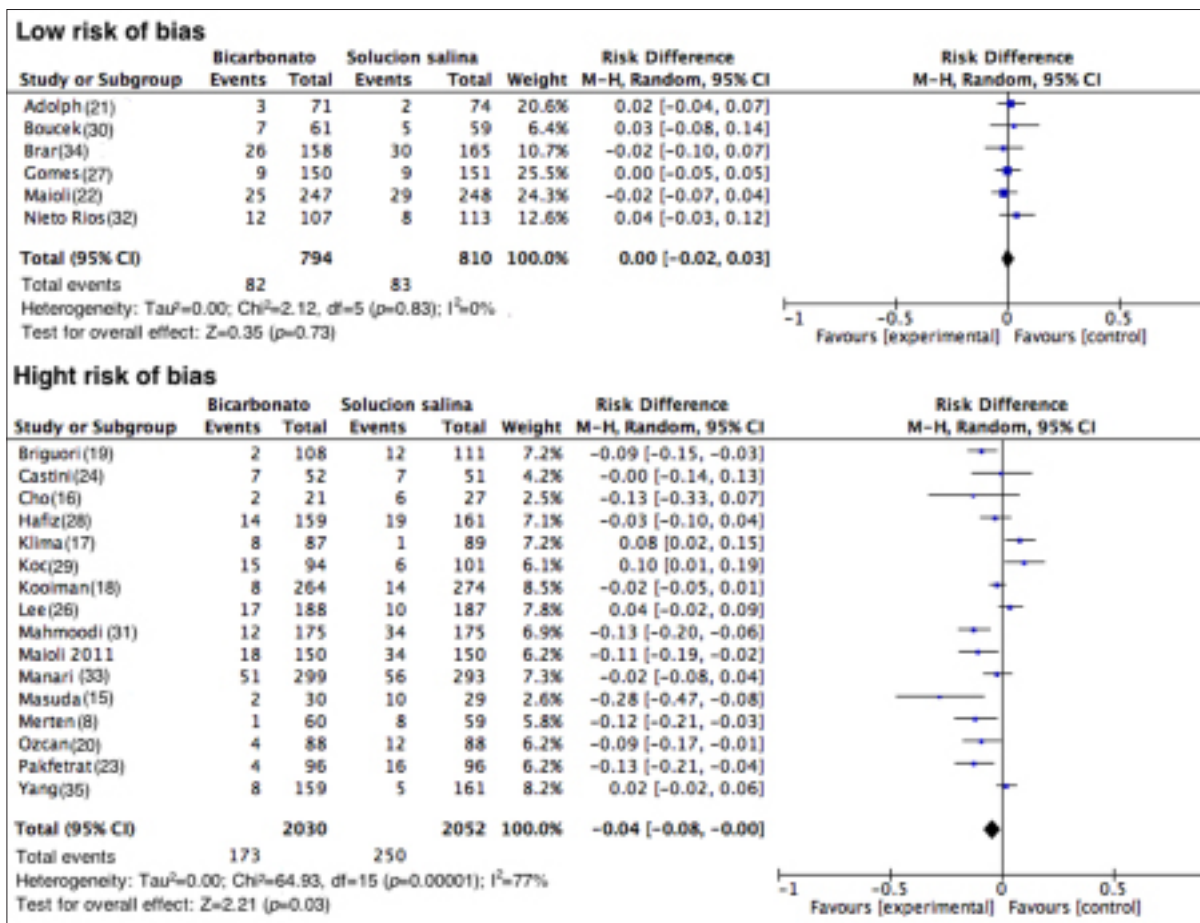 Low risk of bias
Bicarbonato Solucion salina Risk Difference Risk Difference
Study or Subgroup Events Total Events Total Weight M-H, Random, 95% CI M-H, Random, 95% CI
Adolph(21) 3 71 2 74 20.6% 0.02 [-0.04, 0.07]
Boucek(30) 7 61 5 59 6.4% 0.03 [-0.08, 0.14]
Brar(34) 26 158 30 165 10.7% -0.02 [-0.10, 0.07]
Gomes(27) 9 150 9 151 25.5% 0.00 [-0.05, 0.05]
Maioli(22) 25 247 29 248 24.3% -0.02 [-0.07, 0.04]
Nieto Rios(32) 12 107 8 113 12.6% 0.04 [-0.03, 0.12]
Total (95% CI) 794 810 100.0% 0.00 [-0.02, 0.03]
Total events 82 83
Heterogeneity: Tau²=0.00; Chi²=2.12, df=5 (p=0.83); I²=0%
Test for overall effect: Z=0.35 (p=0.73)
-1 -0.5 0 0.5
Favours [experimental] Favours [control]
Hight risk of bias
Bicarbonato Solucion salina Risk Difference Risk Difference
Study or Subgroup Events Total Events Total Weight M-H, Random, 95% CI M-H, Random, 95% CI
Briguori(19) 2 108 12 111 7.2% -0.09 [-0.15, -0.03]
Castini(24) 7 52 7 51 4.2% -0.00 [-0.14, 0.13]
Cho(16) 2 21 6 27 2.5% -0.13 [-0.33, 0.07]
Hafiz(28) 14 159 19 161 7.1% -0.03 [-0.10, 0.04]
Klima(17) 8 87 1 89 7.2% 0.08 [0.02, 0.15]
Koc(29) 15 94 6 101 6.1% 0.10 [0.01, 0.19]
Kooiman(18) 8 264 14 274 8.5% -0.02 [-0.05, 0.01]
Lee(26) 17 188 10 187 7.8% 0.04 [-0.02, 0.09]
Mahmoodi (31) 12 175 34 175 6.9% -0.13 [-0.20, -0.06]
Maioli 2011 18 150 34 150 6.2% -0.11 [-0.19, -0.02]
Manari (33) 51 299 56 293 7.3% -0.02 [-0.08, 0.04]
Masuda(15) 2 30 10 29 2.6% -0.28 [-0.47, -0.08]
Merten(8) 1 60 8 59 5.8% -0.12 [-0.21, -0.03]
Ozcan(20) 4 88 12 88 6.2% -0.09 [-0.17, -0.01]
Pakfetrat(23) 4 96 16 96 6.2% -0.13 [-0.21, -0.04]
Yang(35) 8 159 5 161 8.2% 0.02 [-0.02, 0.06]
Total (95% CI) 2030 2052 100.0% -0.04 [-0.08, -0.00]
Total events 173 250
Heterogeneity: Tau²=0.00; Chi²=64.93, df=15 (p=0.00001); I²=77%
Test for overall effect: Z=2.21 (p=0.03)
-1 -0.5 0 0.5
Favours [experimental] Favours [control]